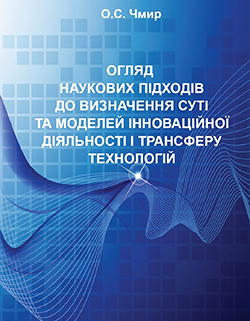 О.С. Чмир
ОГЛЯД
НАУКОВИХ ПІДХОДІВ
ДО ВИЗНАЧЕННЯ СУТІ
ТА МОДЕЛЕЙ ІННОВАЦІЙНОЇ
ДІЯЛЬНОСТІ І ТРАНСФЕРУ
ТЕХНОЛОГІЙ